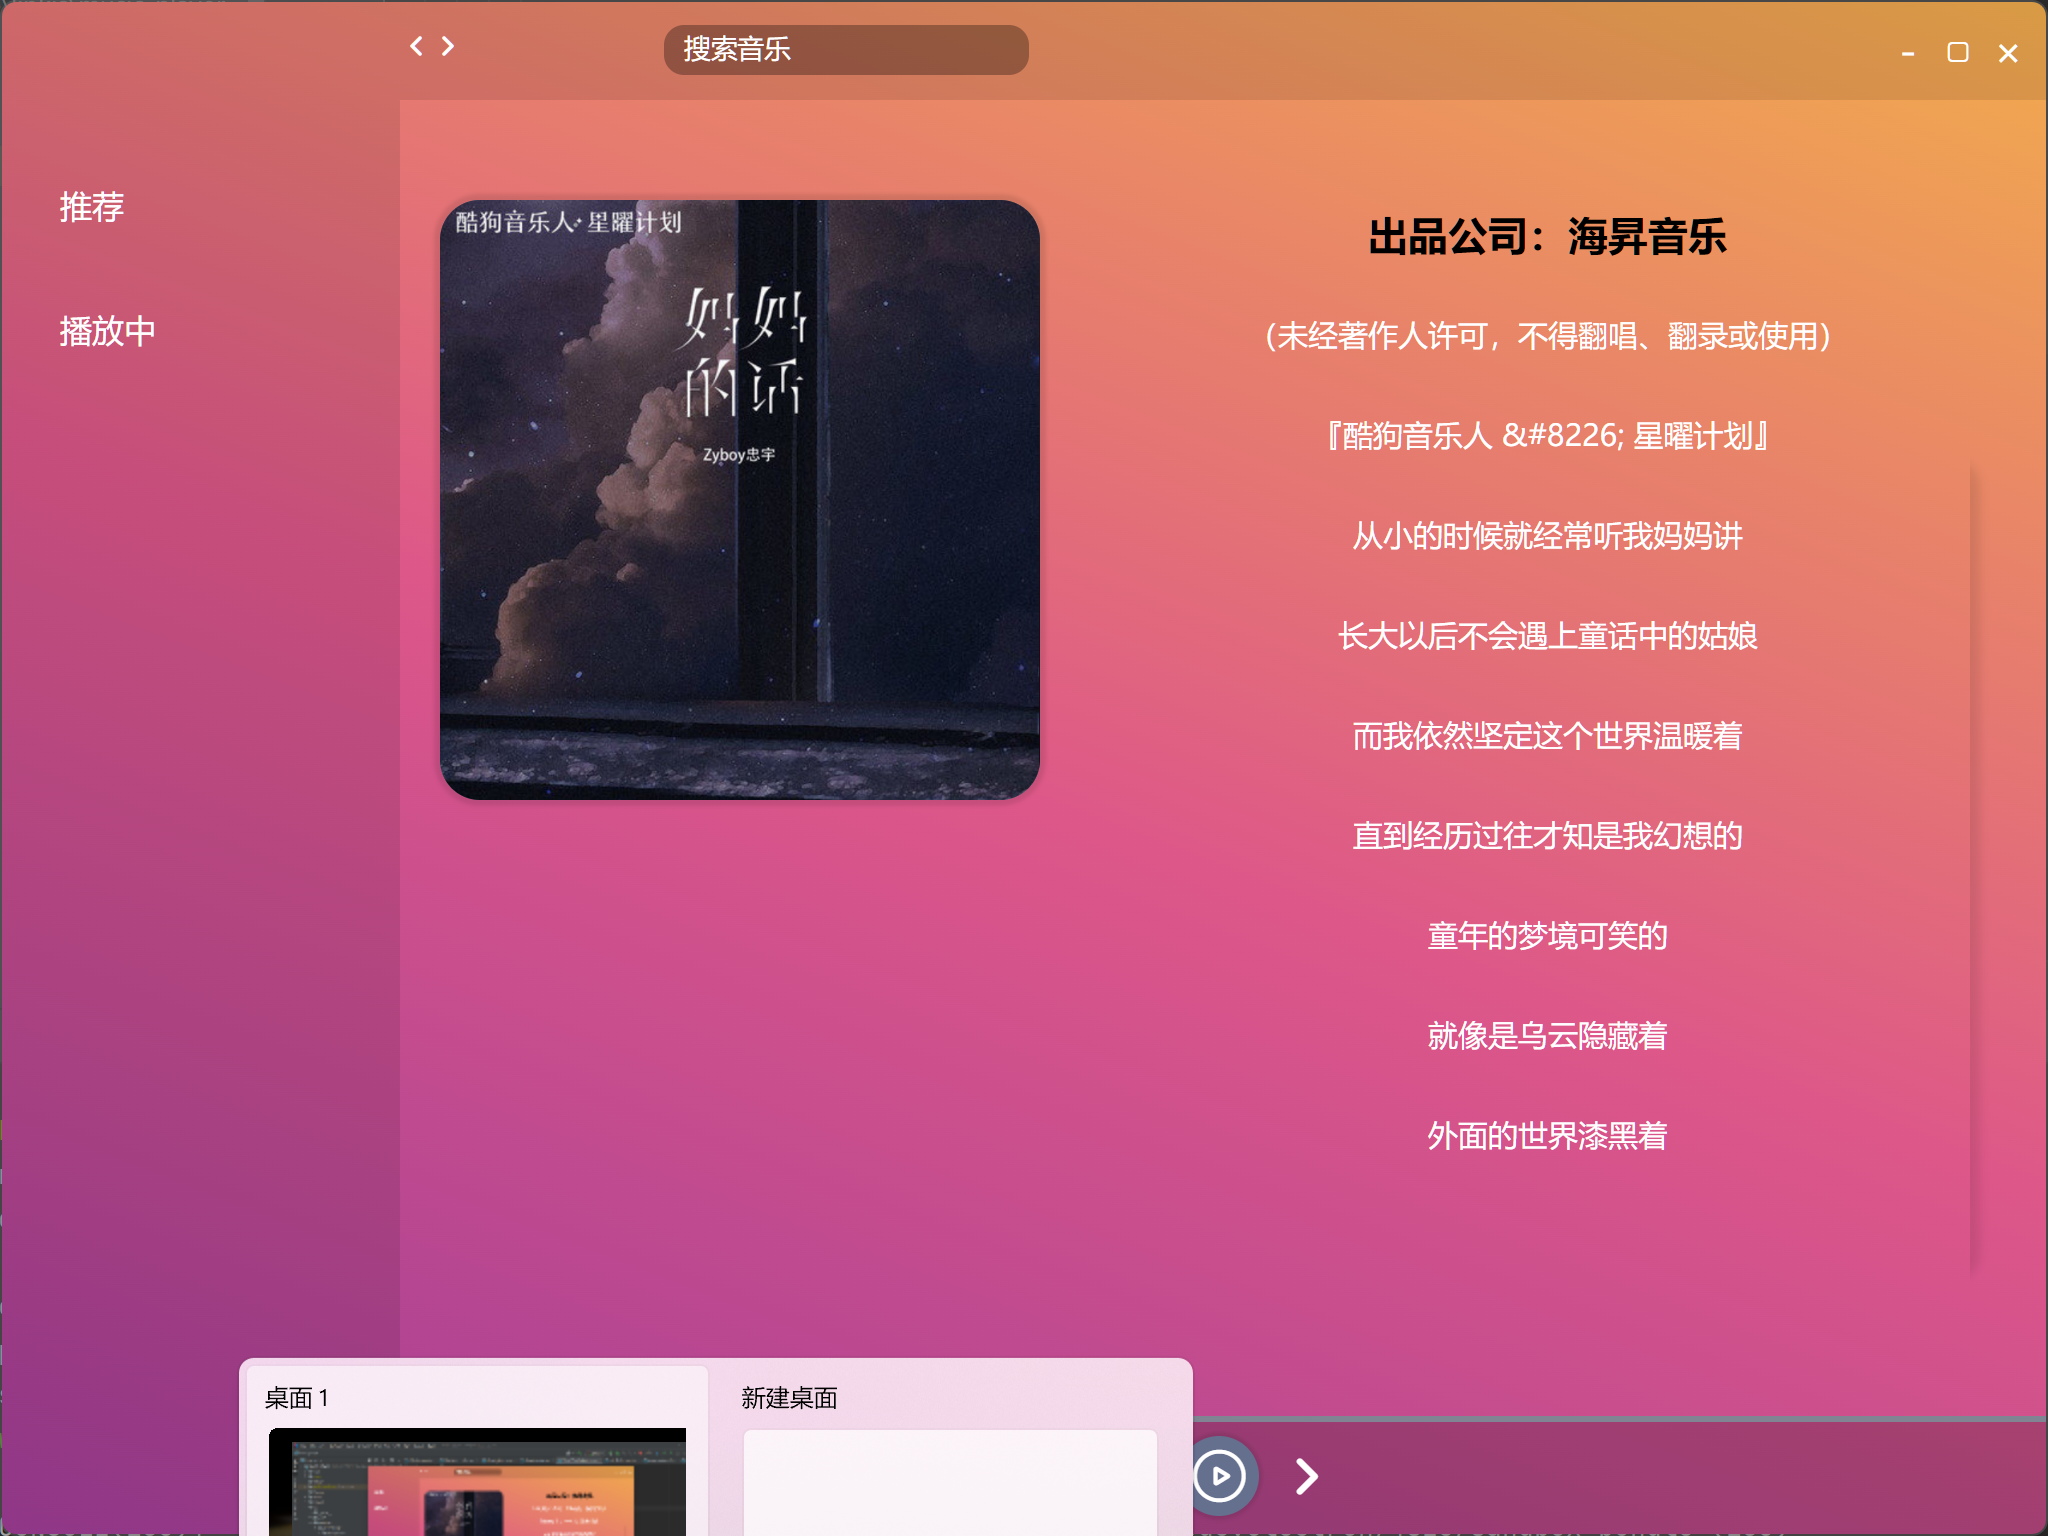 搜索音乐
推荐
播放中
酷狗音乐人·星曜计划
妈妈
的话
Zyboy忠宇
出品公司：海昇音乐
（未经著作人许可，不得翻唱、翻录或使用）
『酷狗音乐人 &#8226; 星曜计划』
从小的时候就经常听我妈妈讲
长大以后不会遇上童话中的姑娘
而我依然坚定这个世界温暖着
直到经历过往才知是我幻想的
童年的梦境可笑的
就像是乌云隐藏着
外面的世界漆黑着
桌面 1
新建桌面